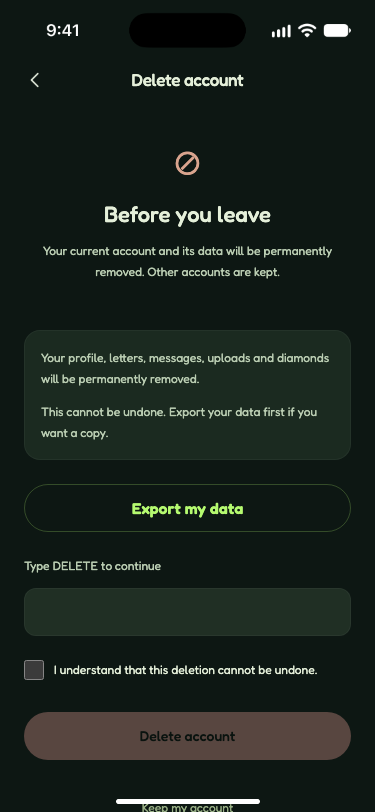 9:41
Delete account
Before you leave
Your current account and its data will be permanently
removed. Other accounts are kept.
Your profile, letters, messages, uploads and diamonds
will be permanently removed.
This cannot be undone. Export your data first if you
want a copy.
Export my data
Type DELETE to continue
I understand that this deletion cannot be undone.
Delete account
Keep my account